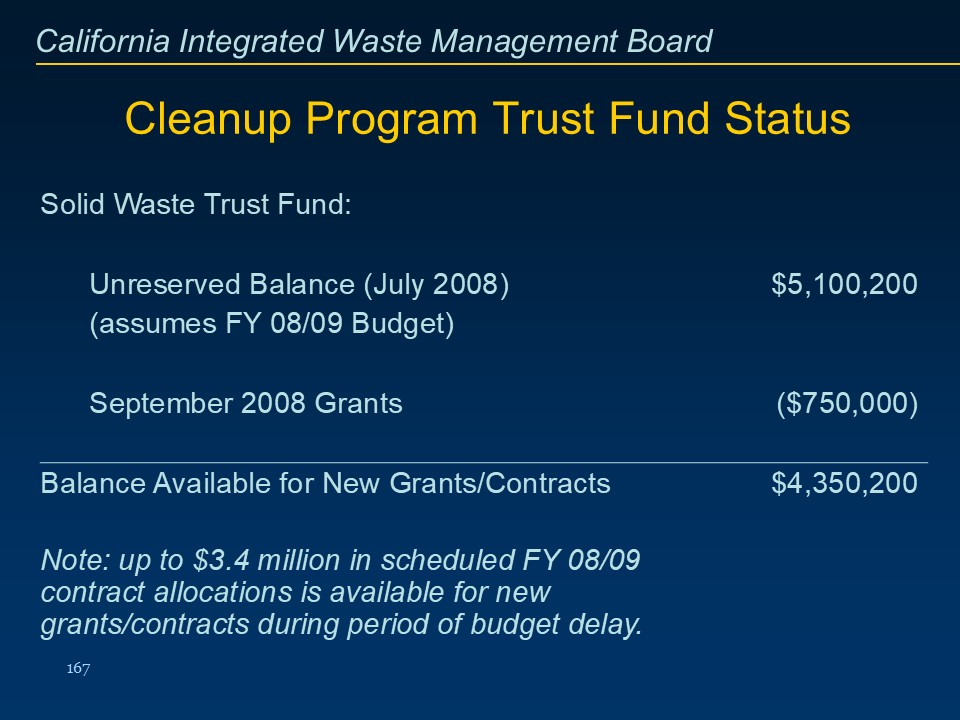 California Integrated Waste Management Board
Cleanup Program Trust Fund Status
Solid Waste Trust Fund:
Unreserved Balance (July 2008) $5,100,200
(assumes FY 08/09 Budget)
September 2008 Grants ($750,000)
Balance Available for New Grants/Contracts $4,350,200
Note: up to $3.4 million in scheduled FY 08/09
contract allocations is available for new
grants/contracts during period of budget delay.
167